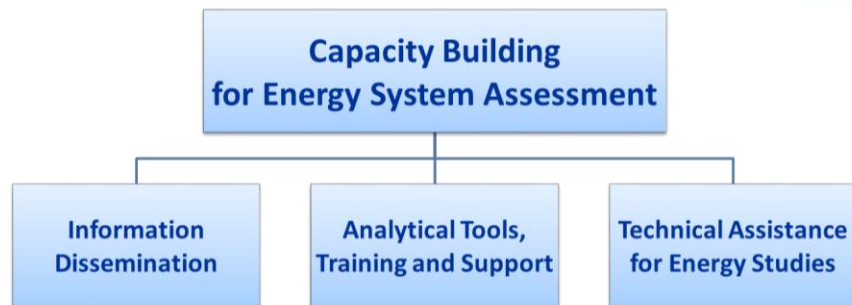 Capacity Building
for Energy System Assessment
Information
Dissemination
Analytical Tools,
Training and Support
Technical Assistance
for Energy Studies